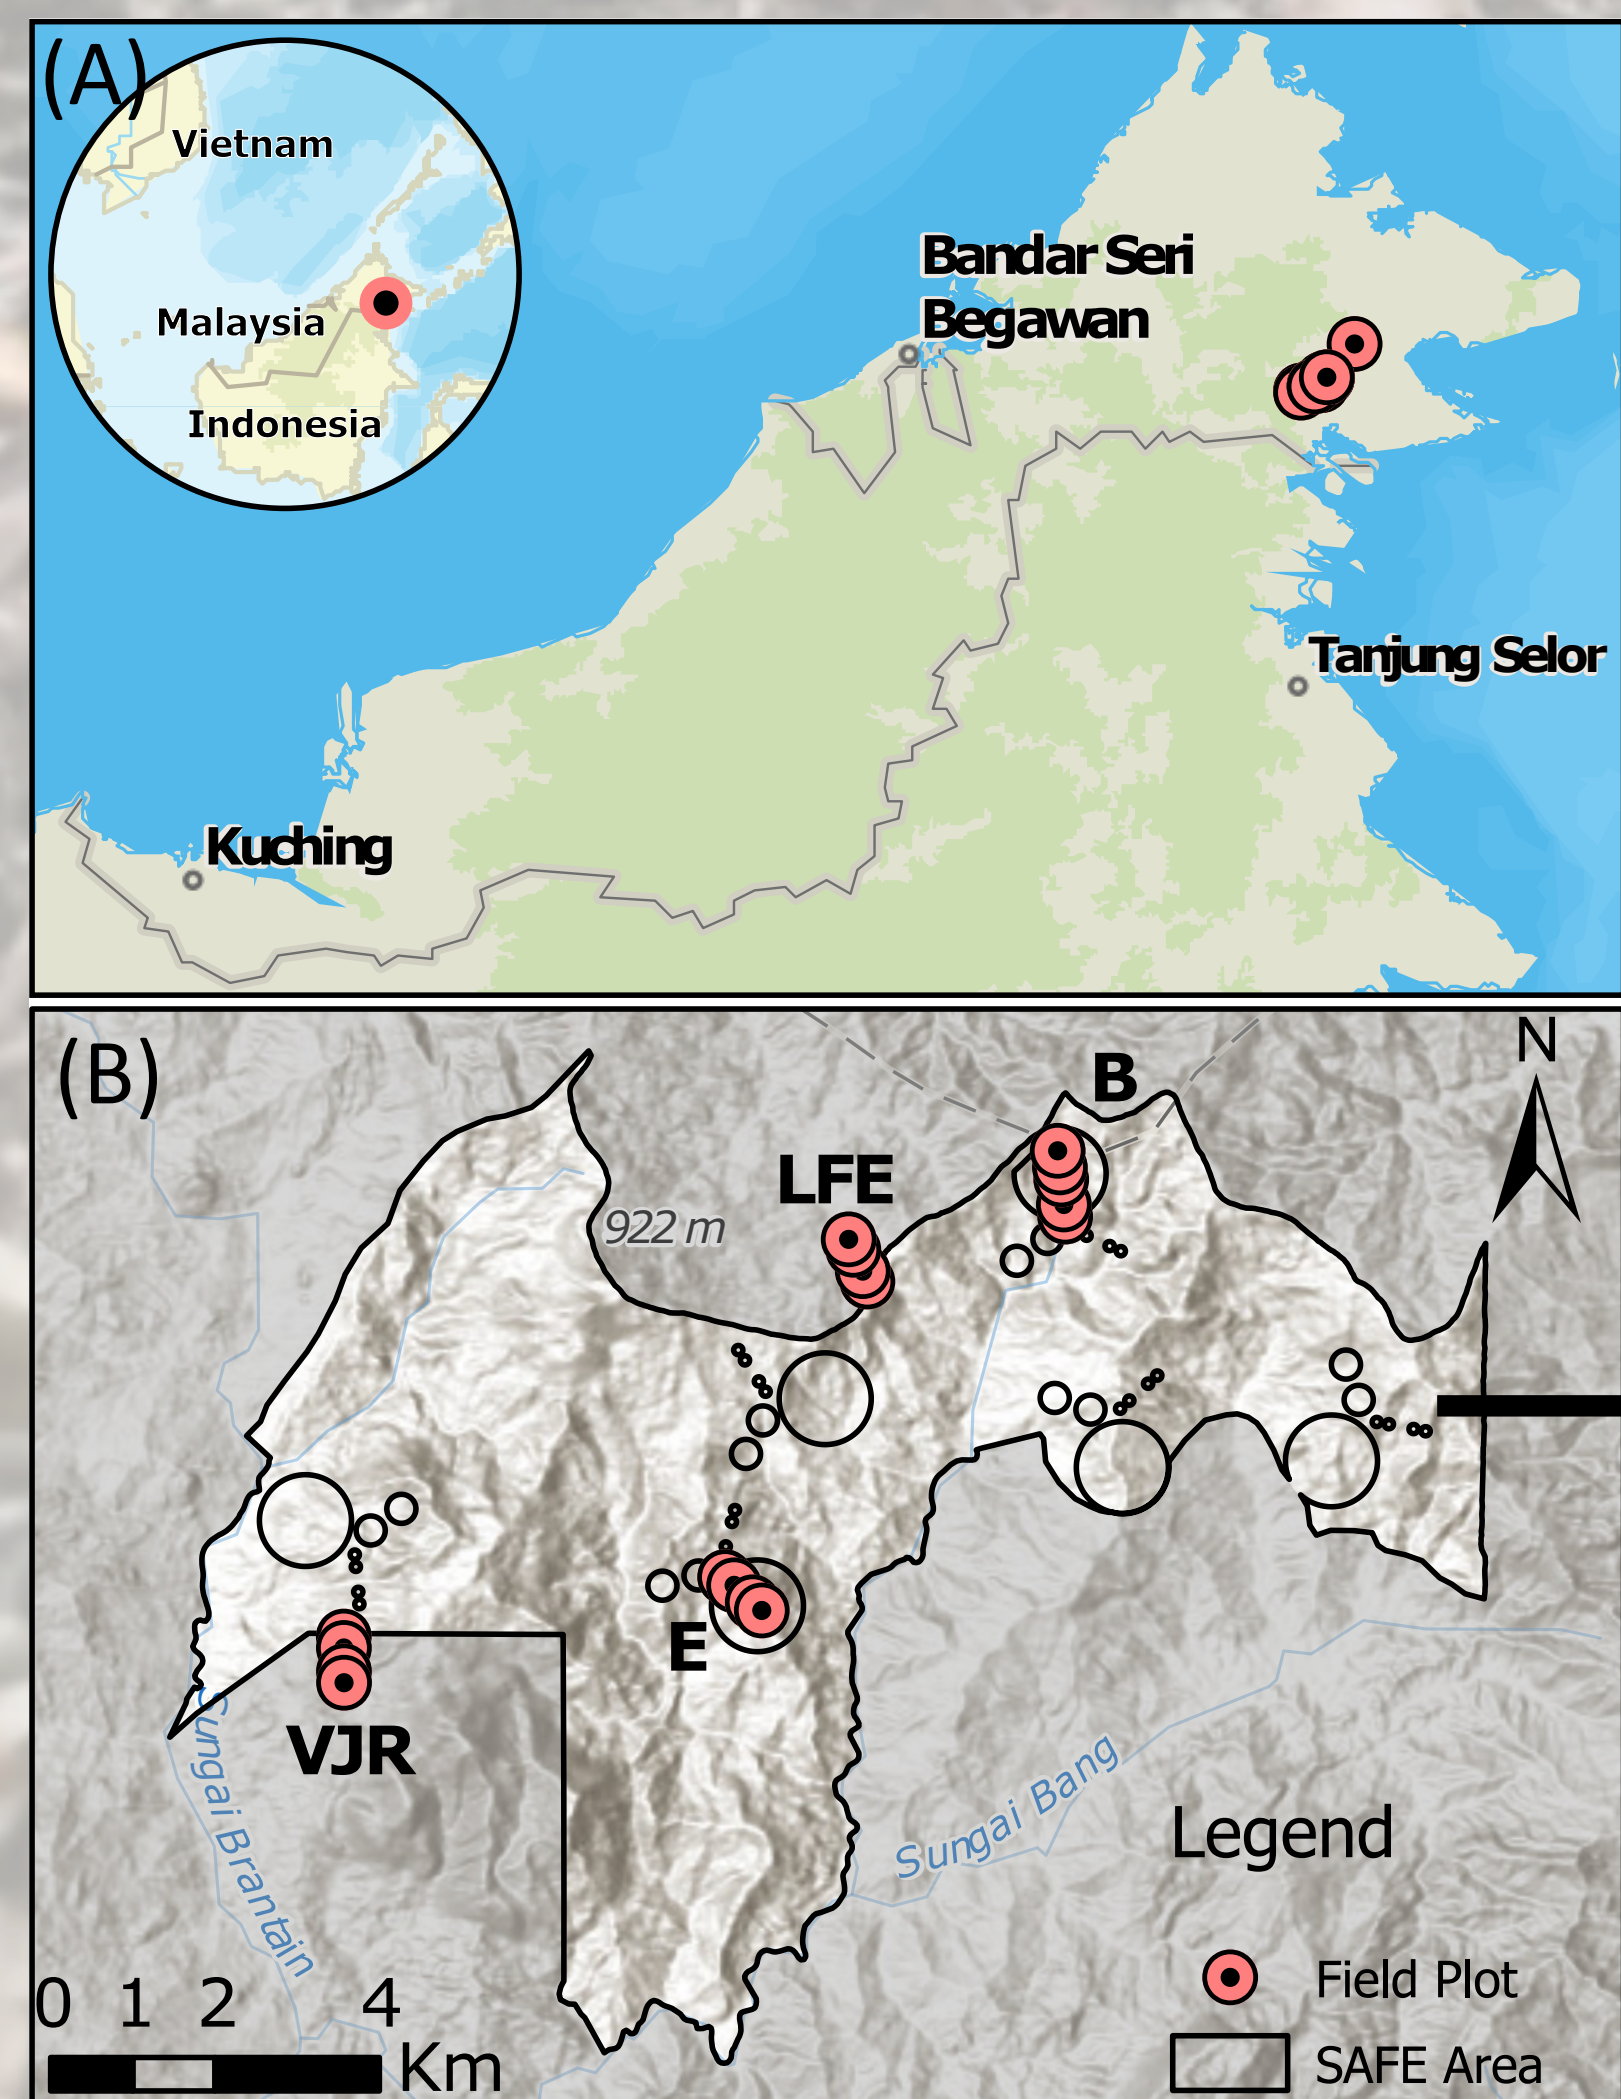 (A)
Vietnam
Malaysia
Indonesia
Bandar Seri
Begawan
Tanjung Selor
Kuching
(B)
N
B
LFE
922 m
E
VJR
Sungai Brantain
Sungai Bang
Legend
Field Plot
SAFE Area
0 1 2 4
Km